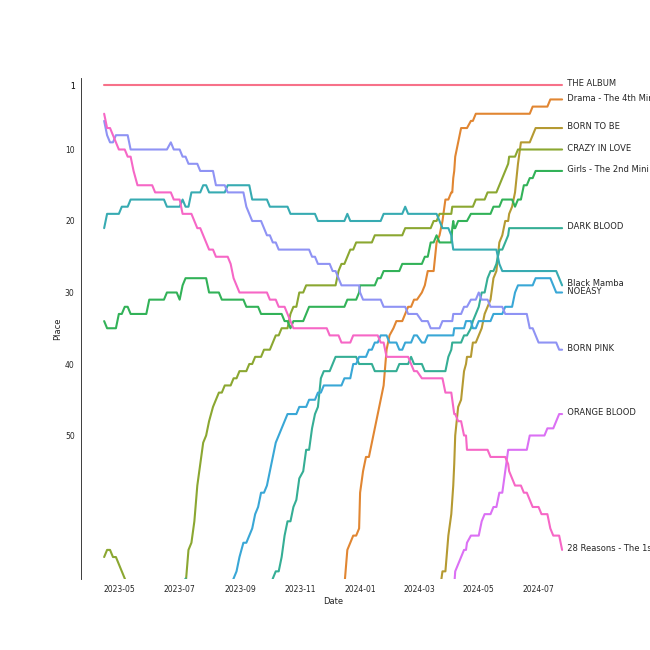 THE ALBUM
Drama - The 4th Mi
BORN TO BE
CRAZY IN LOVE
Girls - The 2nd Mini
DARK BLOOD
Black Mamba
NOEASY
BORN PINK
ORANGE BLOOD
28 Reasons - The 1s
1
10
20
30
40
50
Place
2023-05
2023-07
2023-09
2023-11
2024-01
2024-03
2024-05
2024-07
Date